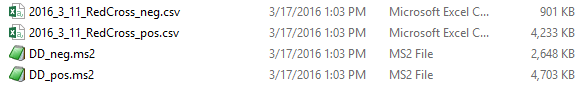 2016_3_11_RedCross_neg.csv 3/17/2016 1:03 PM Microsoft Excel C... 901 KB
2016_3_11_RedCross_pos.csv 3/17/2016 1:03 PM Microsoft Excel C... 4,233 KB
DD_neg.ms2 3/17/2016 1:03 PM MS2 File 2,648 KB
DD_pos.ms2 3/17/2016 1:03 PM MS2 File 4,703 KB